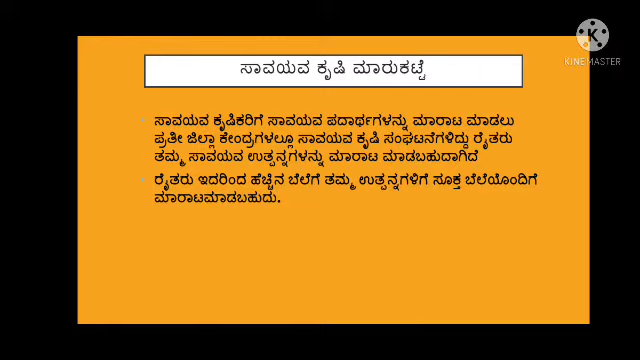 ಸಾವಯವ ಕೃಷಿ ಮಾರುಕಟ್ಟೆ
KINEMASTER
ಸಾವಯವ ಕೃಷಿಕರಿಗೆ ಸಾವಯವ ಪದಾರ್ಥಗಳನ್ನು ಮಾರಾಟ ಮಾಡಲು
ಪ್ರತೀ ಜಿಲ್ಲಾ ಕೇಂದ್ರಗಳಲ್ಲೂ ಸಾವಯವ ಕೃಷಿ ಸಂಘಟನೆಗಳಿದ್ದು ರೈತರು
ತಮ್ಮ ಸಾವಯವ ಉತ್ಪನ್ನಗಳನ್ನು ಮಾರಾಟ ಮಾಡಬಹುದಾಗಿದೆ
ರೈತರು ಇದರಿಂದ ಹೆಚ್ಚಿನ ಬೆಲೆಗೆ ತಮ್ಮ ಉತ್ಪನ್ನಗಳಿಗೆ ಸೂಕ್ತ ಬೆಲೆಯೊಂದಿಗೆ
ಮಾರಾಟಮಾಡಬಹುದು.